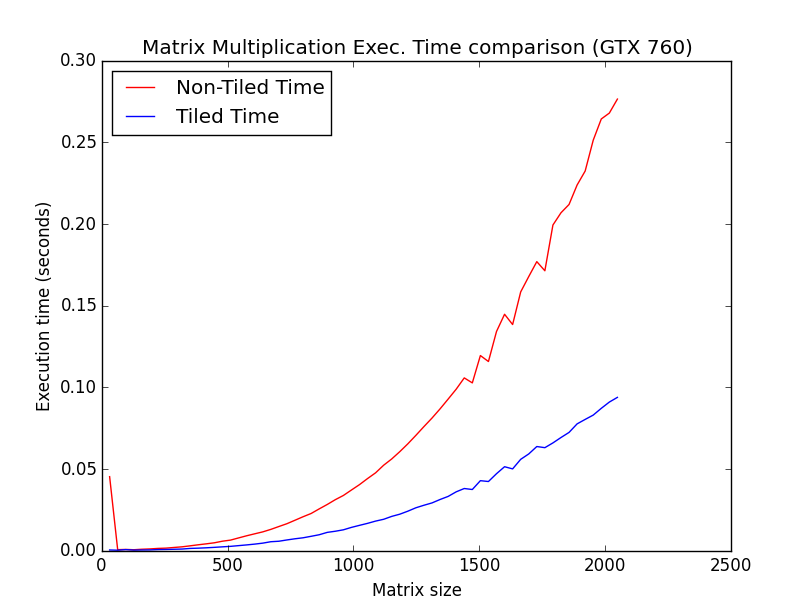 Matrix Multiplication Exec. Time comparison (GTX 760)
0.30
Non-Tiled Time
Tiled Time
0.25
0.20
Execution time (seconds)
0.15
0.10
0.05
0.00
0 500 1000 1500 2000 2500
Matrix size